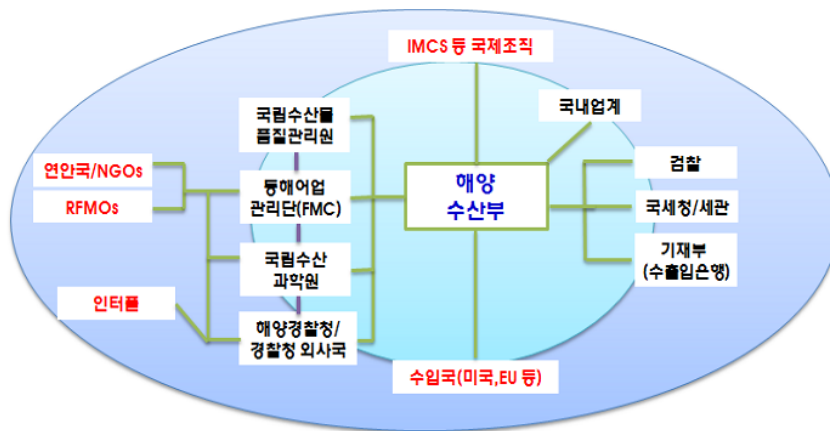 IMCS 등 국제조직
국립수산물
품질관리원
국내업계
연안국/NGOs
RFMOs
동해어업
관리단(FMC)
해양
수산부
검찰
국세청/세관
기재부
(수출입은행)
국립수산
과학원
인터폴
해양경찰청/
경찰청 외사국
수입국(미국,EU 등)